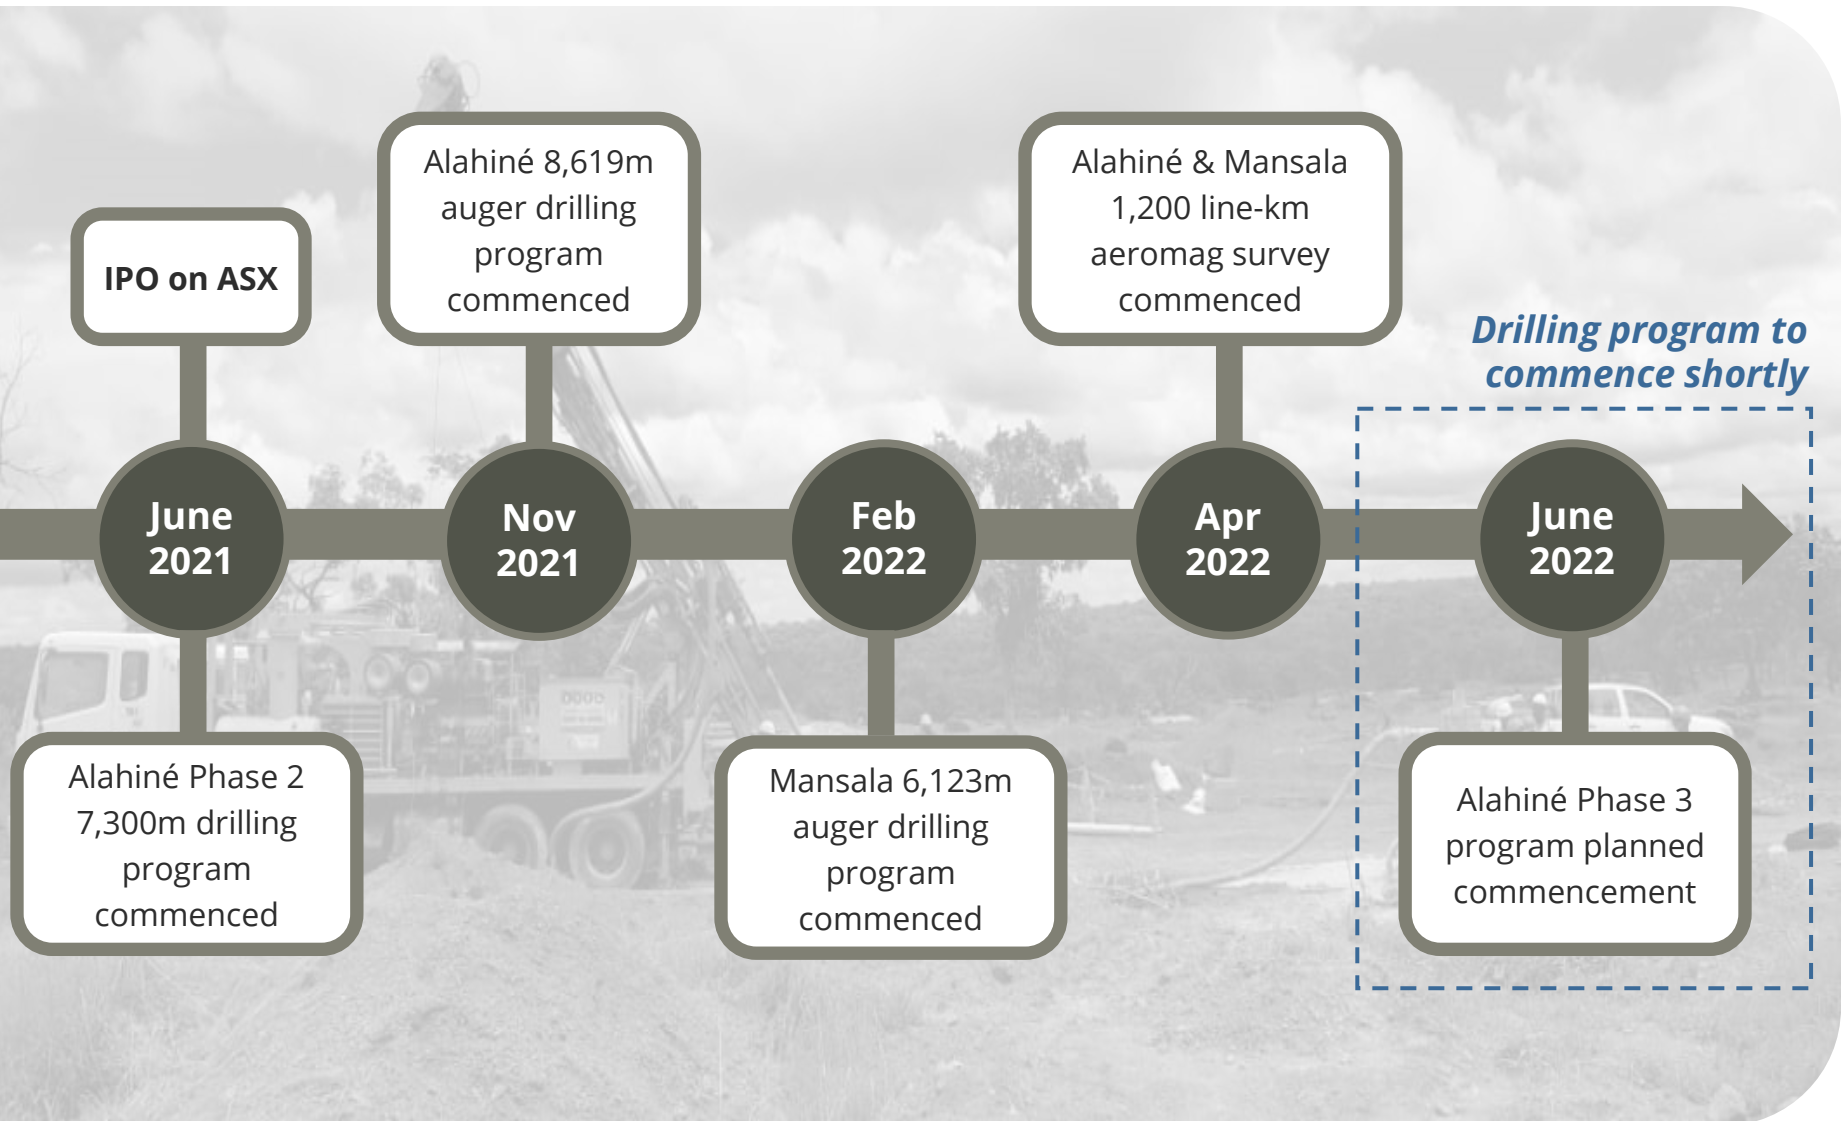 IPO on ASX
Alahiné 8,619m
auger drilling
program
commenced
Alahiné & Mansala
1,200 line-km
aeromag survey
commenced
Drilling program to
commence shortly
June
2021
Nov
2021
Feb
2022
Apr
2022
June
2022
Alahiné Phase 2
7,300m drilling
program
commenced
Mansala 6,123m
auger drilling
program
commenced
Alahiné Phase 3
program planned
commencement